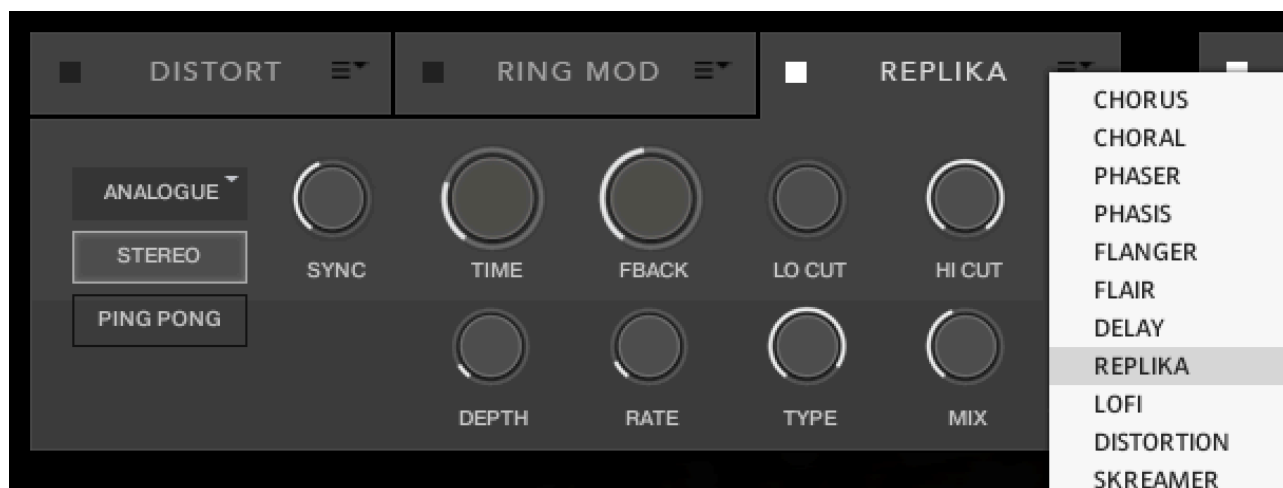 DISTORT
RING MOD
REPLIKA
CHORUS
CHORAL
PHASER
PHASIS
FLANGER
FLAIR
DELAY
REPLIKA
LOFI
DISTORTION
SKREAMER
ANALOGUE
STEREO
PING PONG
SYNC TIME FBACK LO CUT HI CUT
DEPTH RATE TYPE MIX